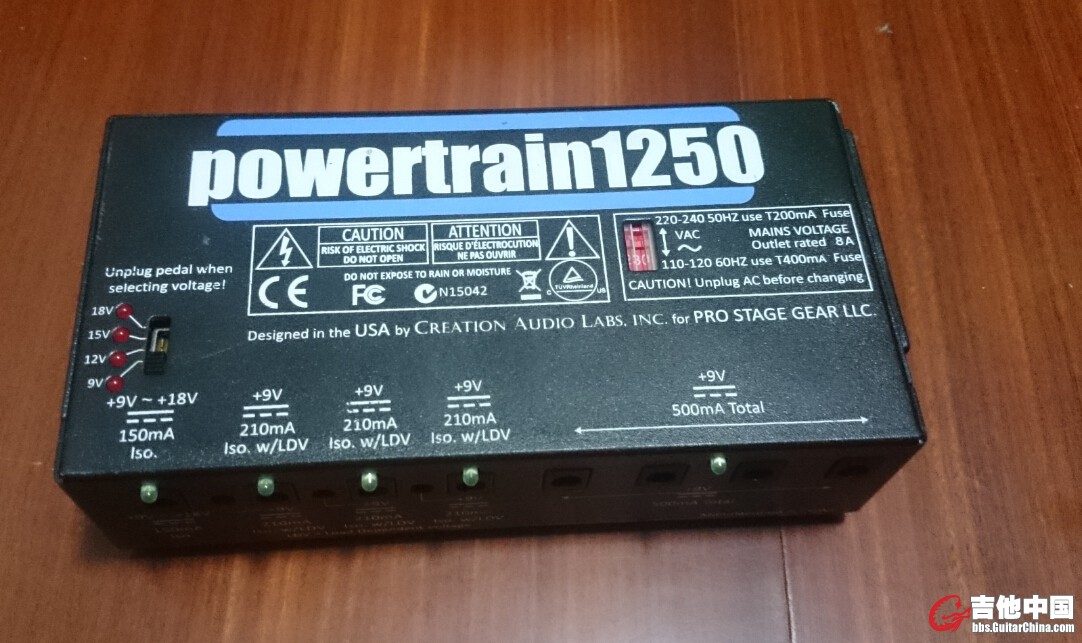 powertrain1250
CAUTION
RISK OF ELECTRIC SHOCK
DO NOT OPEN
ATTENTION
RISQUE D'ÉLECTROCUTION
NE PAS OUVRIR
DO NOT EXPOSE TO RAIN OR MOISTURE
CE FC N15042
TÜVRheinland
C US
220-240 50HZ use T200mA Fuse
VAC MAINS VOLTAGE
Outlet rated 8A
110-120 60HZ use T400mA Fuse
CAUTION! Unplug AC before changing
Designed in the USA by CREATION AUDIO LABS, INC. for PRO STAGE GEAR LLC.
Unplug pedal when
selecting voltage!
18V
15V
12V
9V
+9V ~ +18V
150mA
Iso.
+9V
210mA
Iso. w/LDV
+9V
210mA
Iso. w/LDV
+9V
210mA
Iso. w/LDV
+9V
500mA Total
吉他中国
bbs.GuitarChina.com